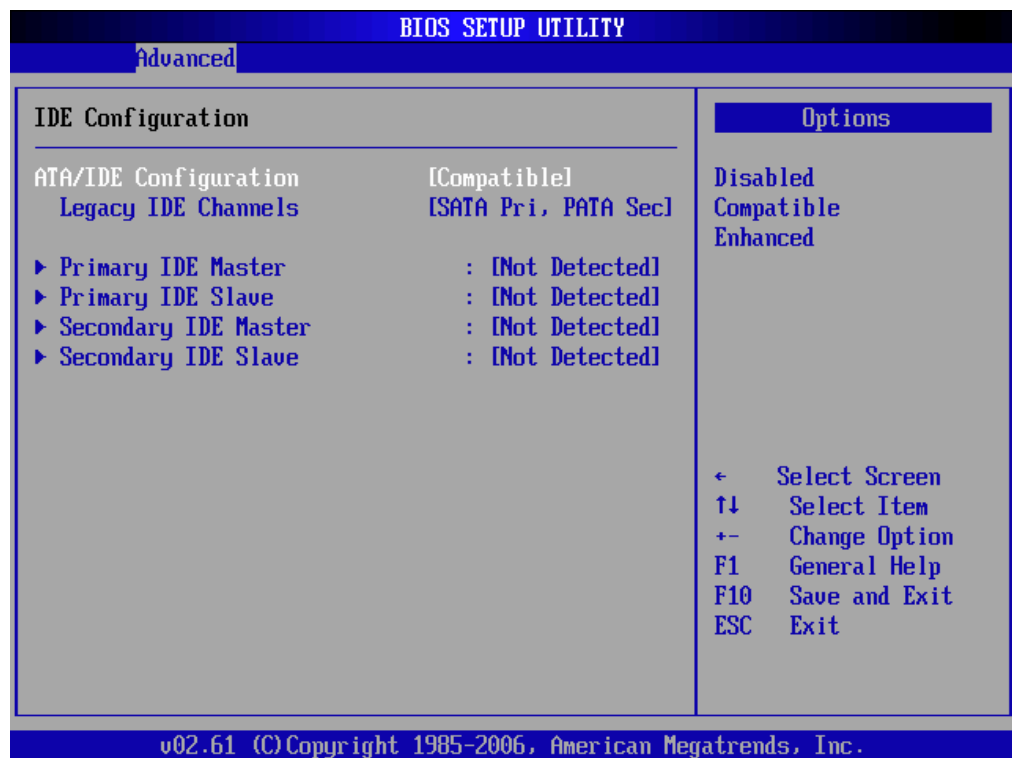 BIOS SETUP UTILITY
Advanced
IDE Configuration
ATA/IDE Configuration [Compatible]
Legacy IDE Channels [SATA Pri, PATA Sec]
Primary IDE Master : [Not Detected]
Primary IDE Slave : [Not Detected]
Secondary IDE Master : [Not Detected]
Secondary IDE Slave : [Not Detected]
Options
Disabled
Compatible
Enhanced
← Select Screen
↑↓ Select Item
+- Change Option
F1 General Help
F10 Save and Exit
ESC Exit
v02.61 (C)Copyright 1985-2006, American Megatrends, Inc.